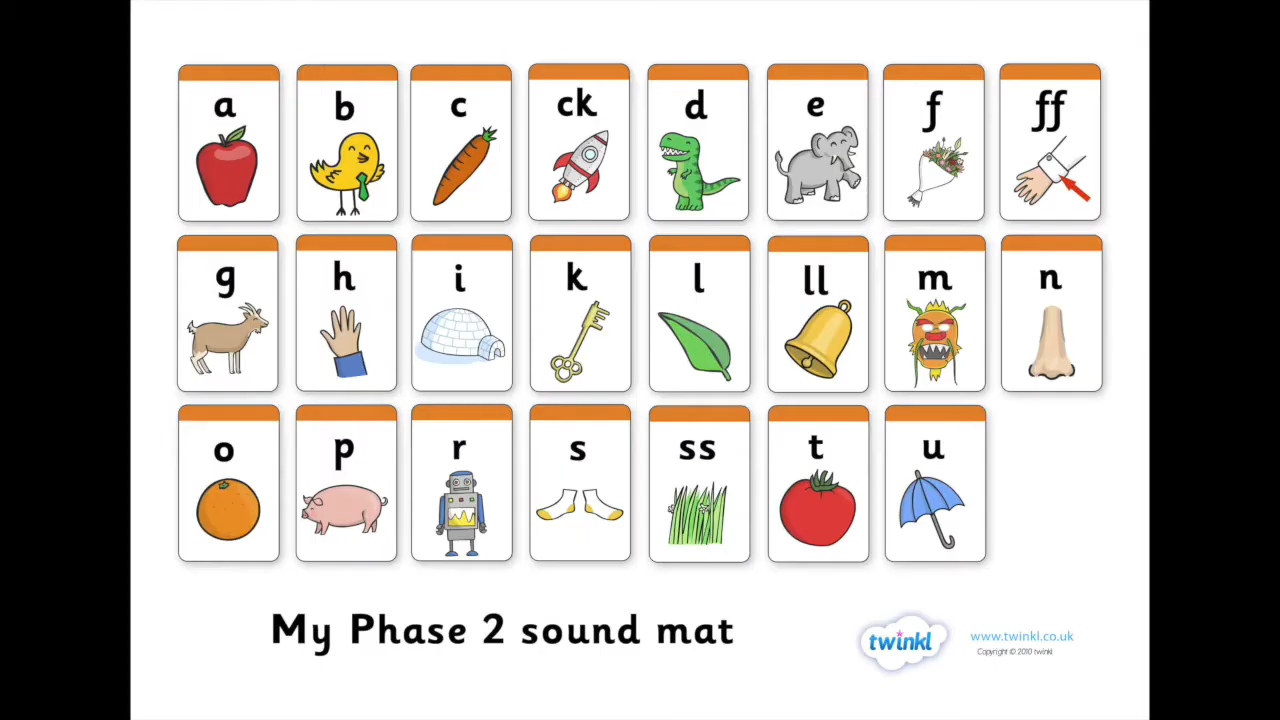 a b c ck d e f ff
g h i k l ll m n
o p r s ss t u
My Phase 2 sound mat
twinkl
www.twinkl.co.uk
Copyright © 2010 twinkl